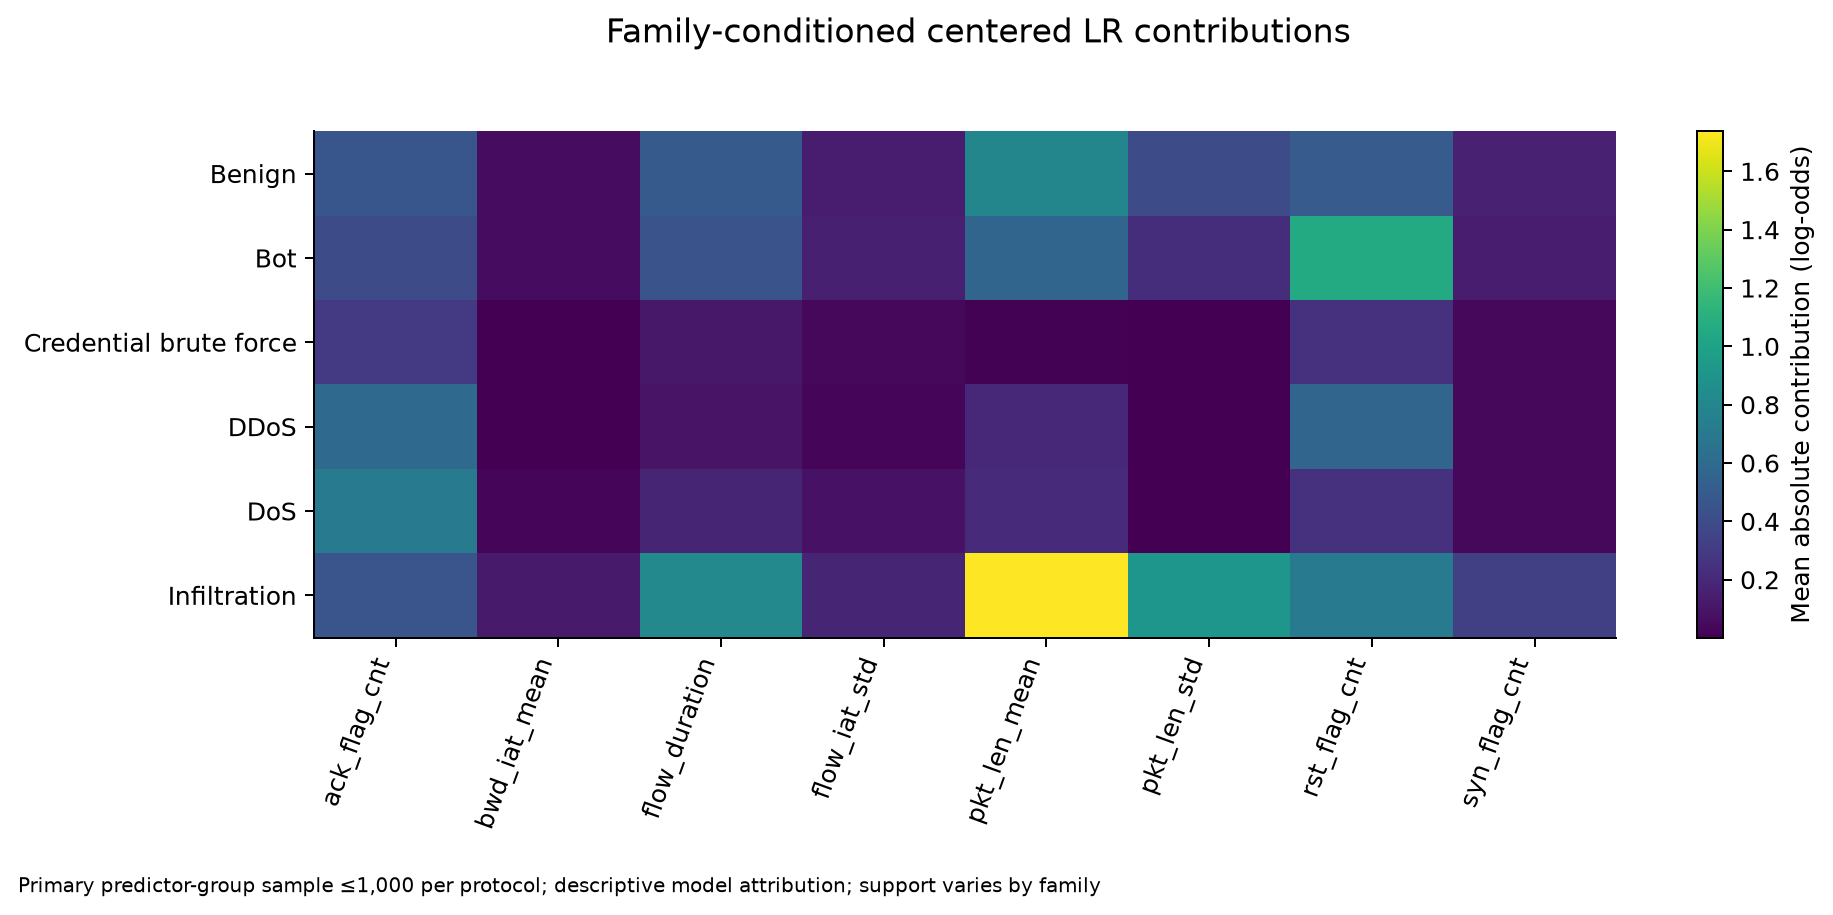 Family-conditioned centered LR contributions
Benign
Bot
Credential brute force
DDoS
DoS
Infiltration
ack_flag_cnt
bwd_iat_mean
flow_duration
flow_iat_std
pkt_len_mean
pkt_len_std
rst_flag_cnt
syn_flag_cnt
1.6
1.4
1.2
1.0
0.8
0.6
0.4
0.2
Mean absolute contribution (log-odds)
Primary predictor-group sample ≤1,000 per protocol; descriptive model attribution; support varies by family